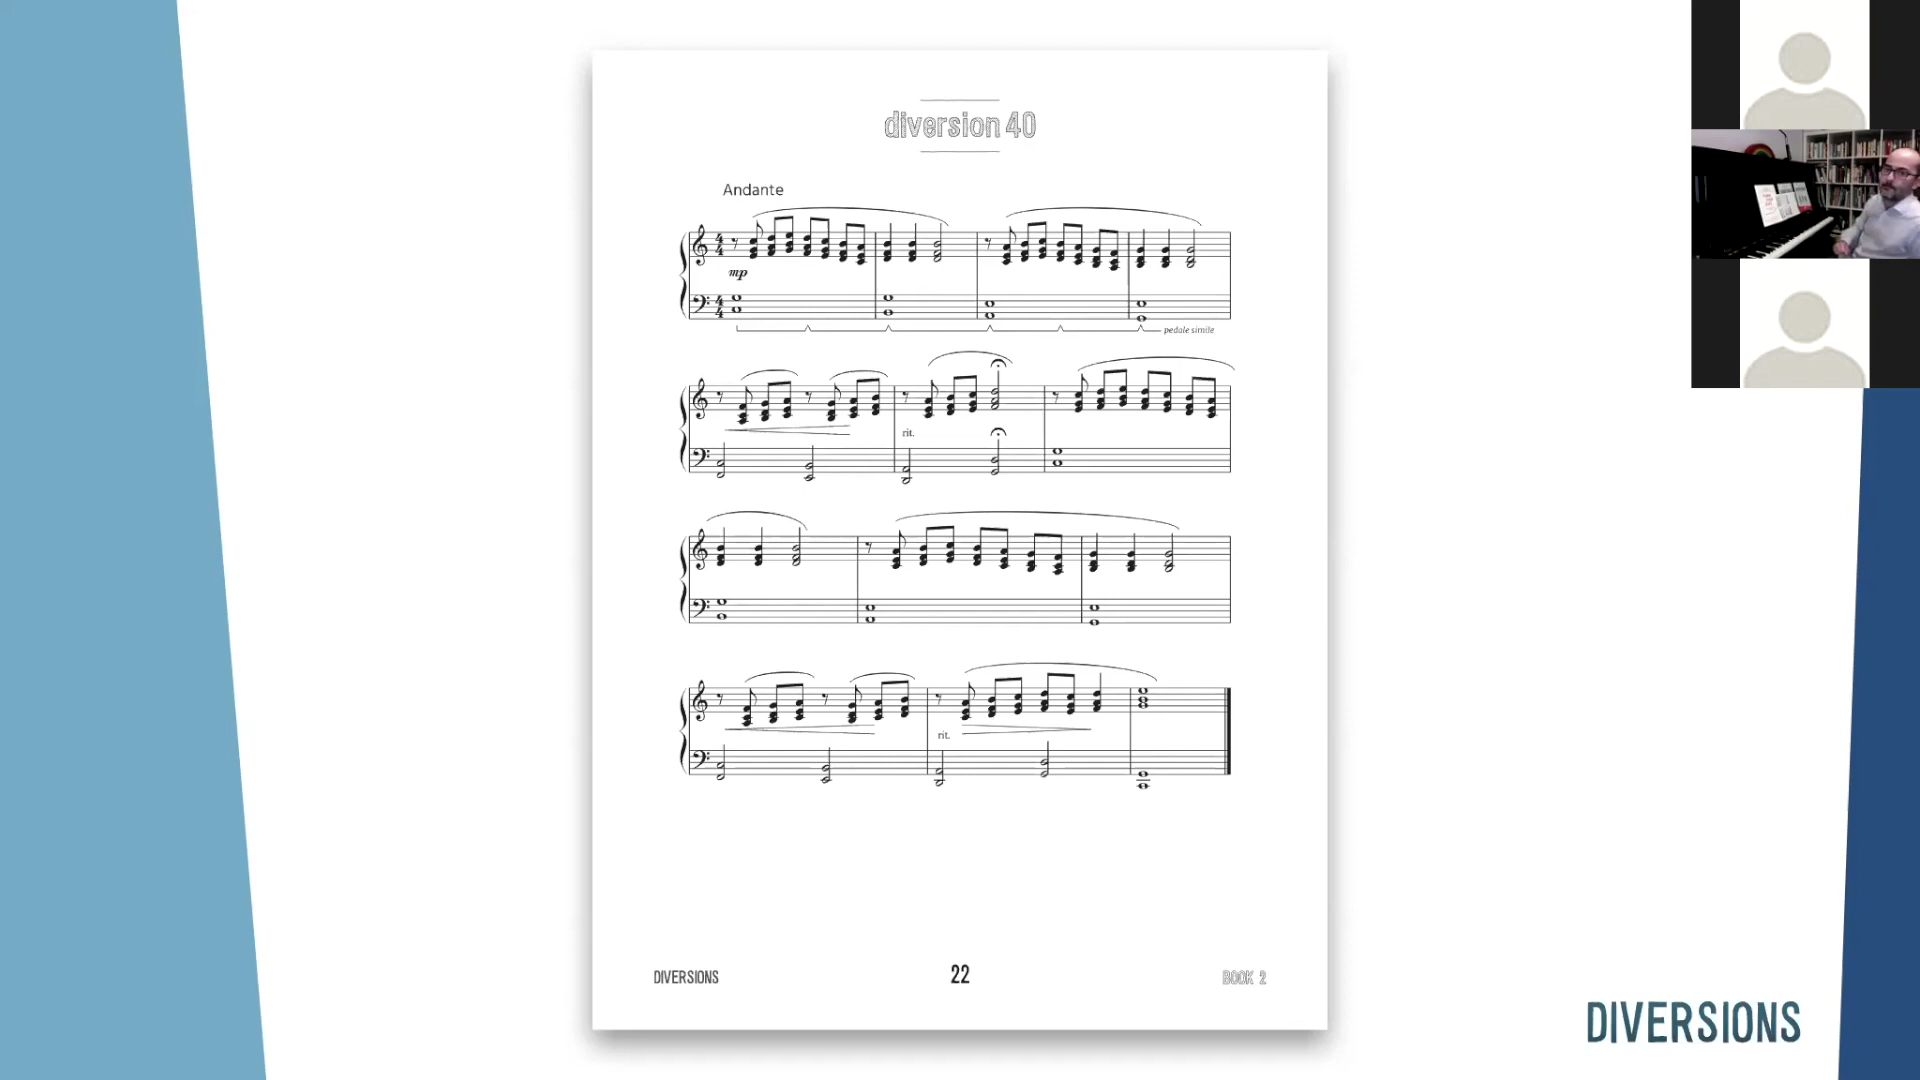 diversion 40
Andante
mp
pedale simile
rit.
rit.
DIVERSIONS
22
BOOK 2
DIVERSIONS